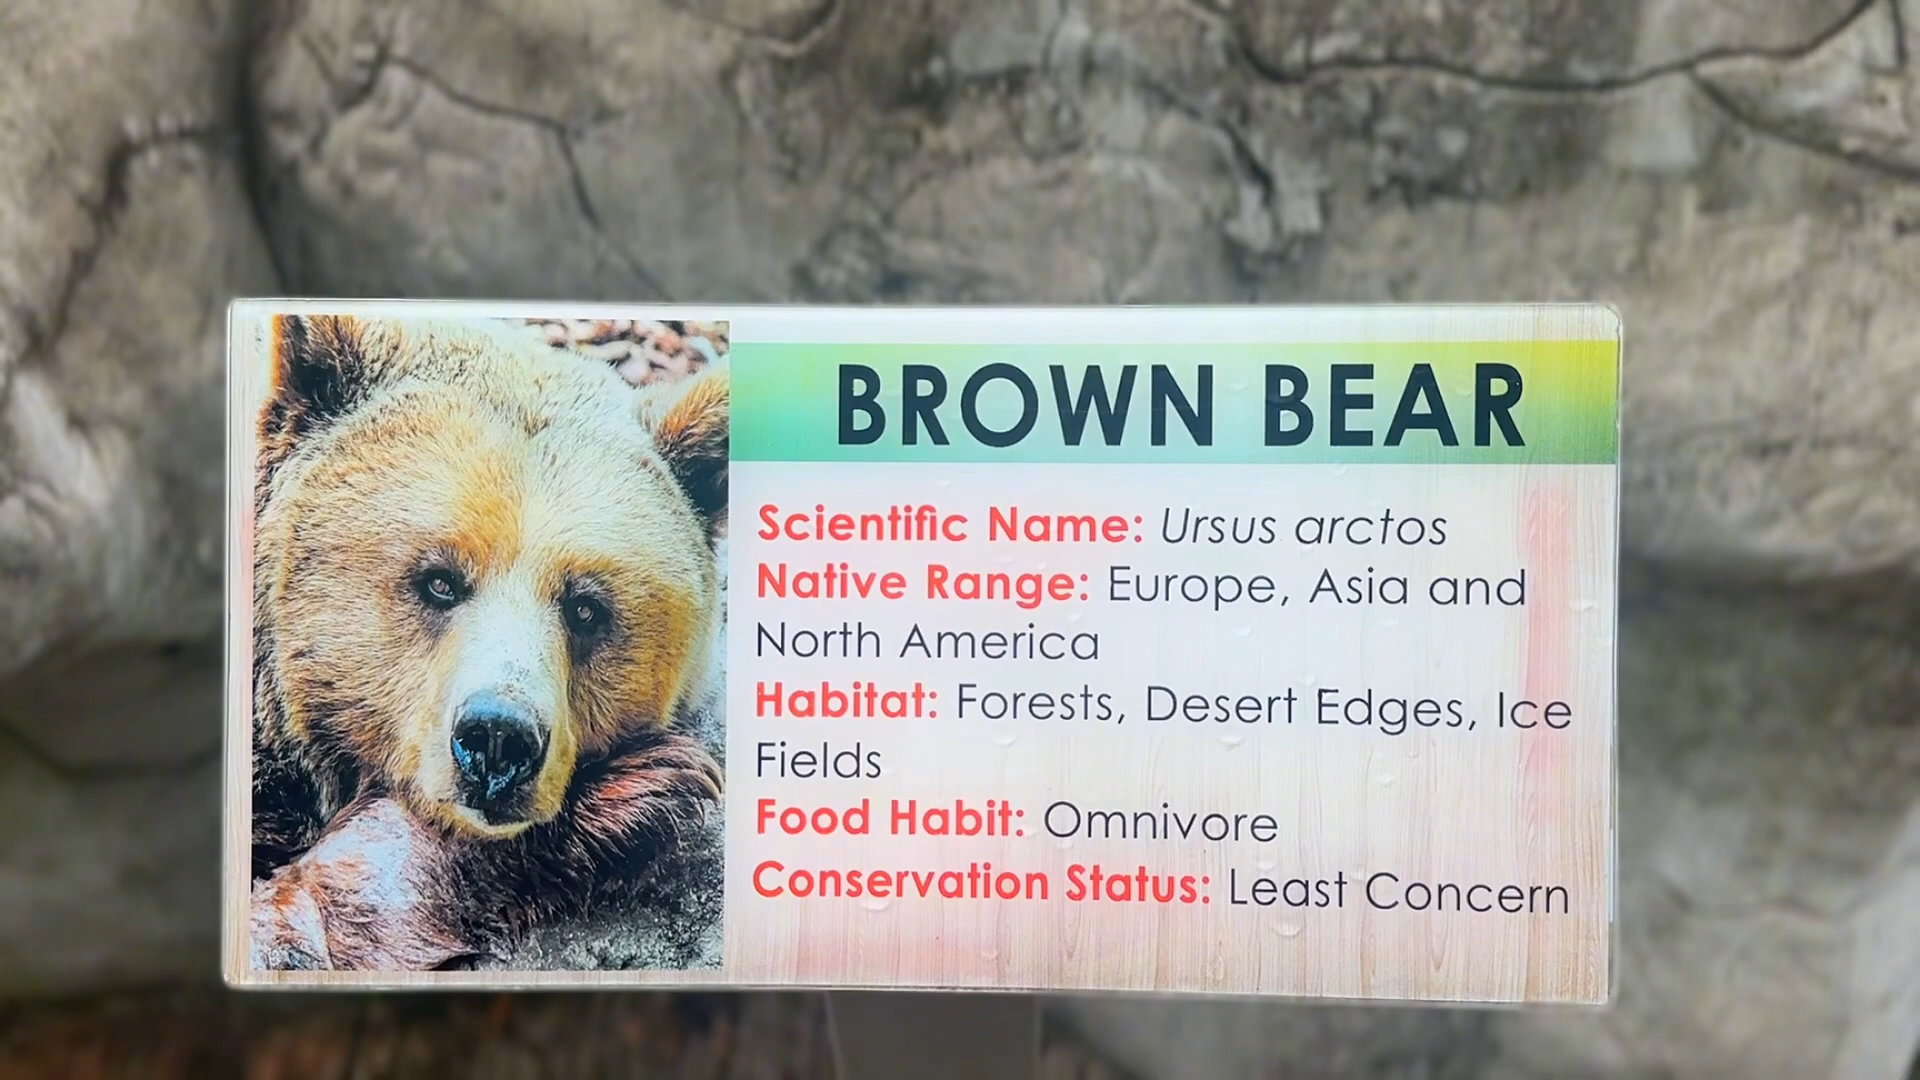 BROWN BEAR
Scientific Name: Ursus arctos
Native Range: Europe, Asia and
North America
Habitat: Forests, Desert Edges, Ice
Fields
Food Habit: Omnivore
Conservation Status: Least Concern